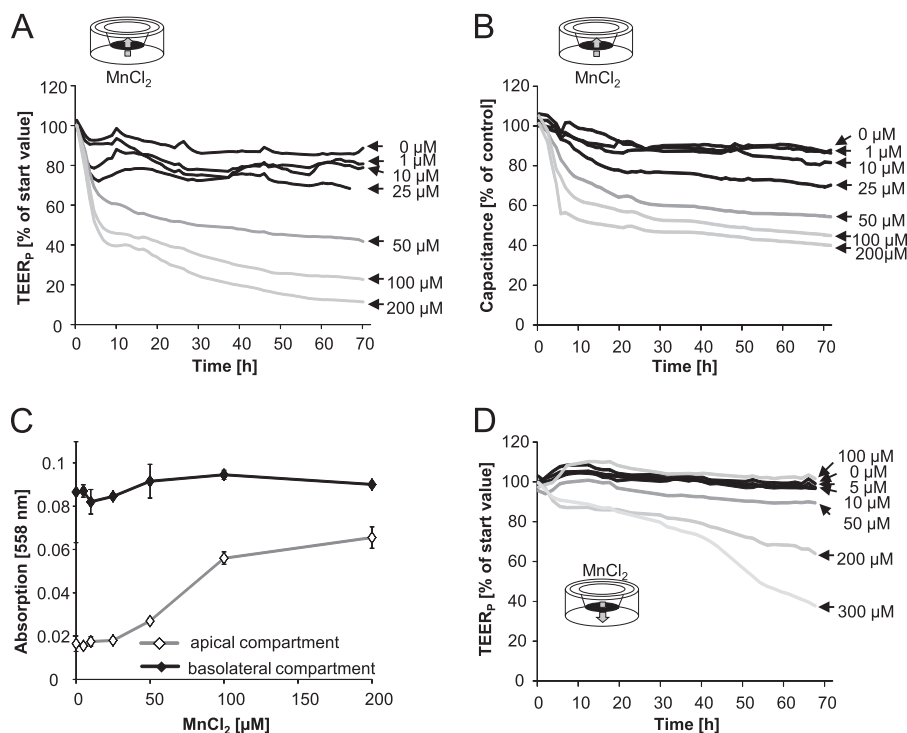 A
MnCl2
TEERP [% of start value]
120
100
80
60
40
20
0
0 10 20 30 40 50 60 70
Time [h]
0 µM
1 µM
10 µM
25 µM
50 µM
100 µM
200 µM
B
MnCl2
Capacitance [% of control]
120
100
80
60
40
20
0
0 10 20 30 40 50 60 70
Time [h]
0 µM
1 µM
10 µM
25 µM
50 µM
100 µM
200µM
C
Absorption [558 nm]
0.1
0.08
0.06
0.04
0.02
0
0 50 100 150 200
MnCl2 [µM]
apical compartment
basolateral compartment
D
TEERP [% of start value]
120
100
80
60
40
20
0
0 10 20 30 40 50 60 70
Time [h]
MnCl2
100 µM
0 µM
5 µM
10 µM
50 µM
200 µM
300 µM